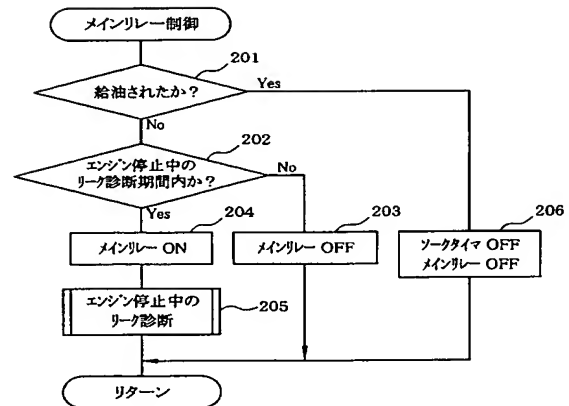 メインリレー制御
201
給油されたか?
Yes
No
202
エンジン停止中の
リーク診断期間内か?
No
Yes
204
203
206
メインリレー ON
メインリレー OFF
ソークタイマ OFF
メインリレー OFF
エンジン停止中の
リーク診断
205
リターン